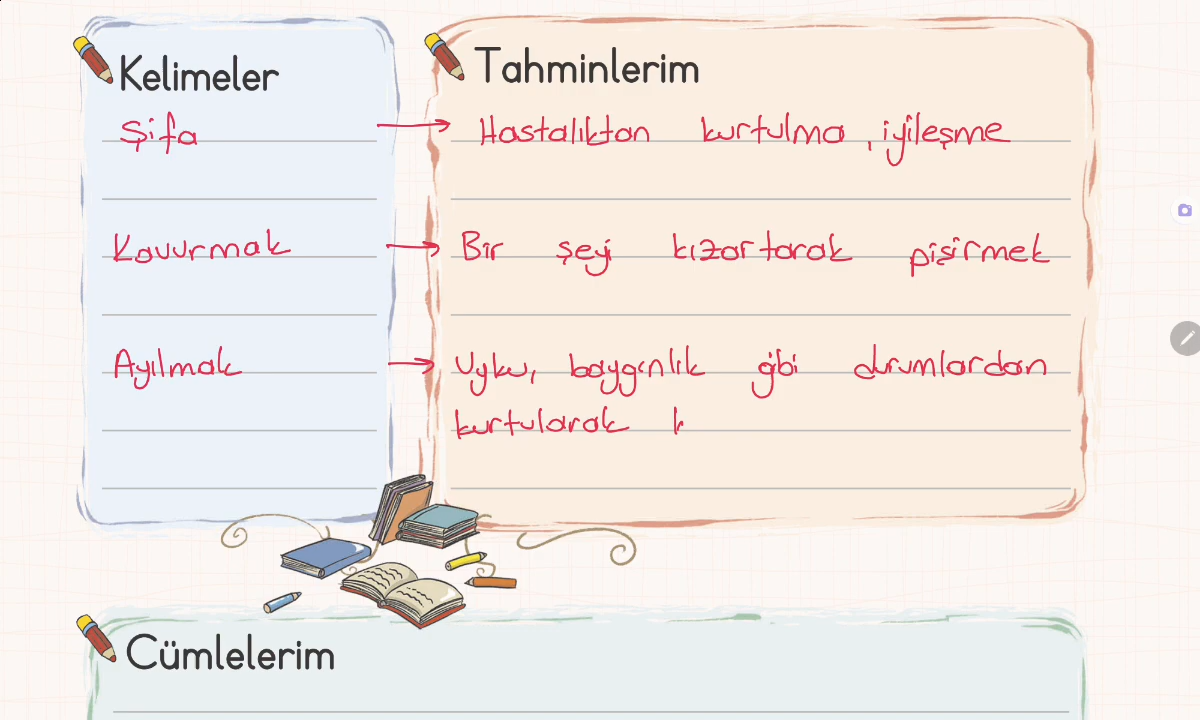 Kelimeler
Tahminlerim
Şifa
Hastalıktan kurtulma, iyileşme
Kavurmak
Bir şeyi kızartarak pişirmek
Ayılmak
Uyku, baygınlık gibi durumlardan
kurtularak
Cümlelerim